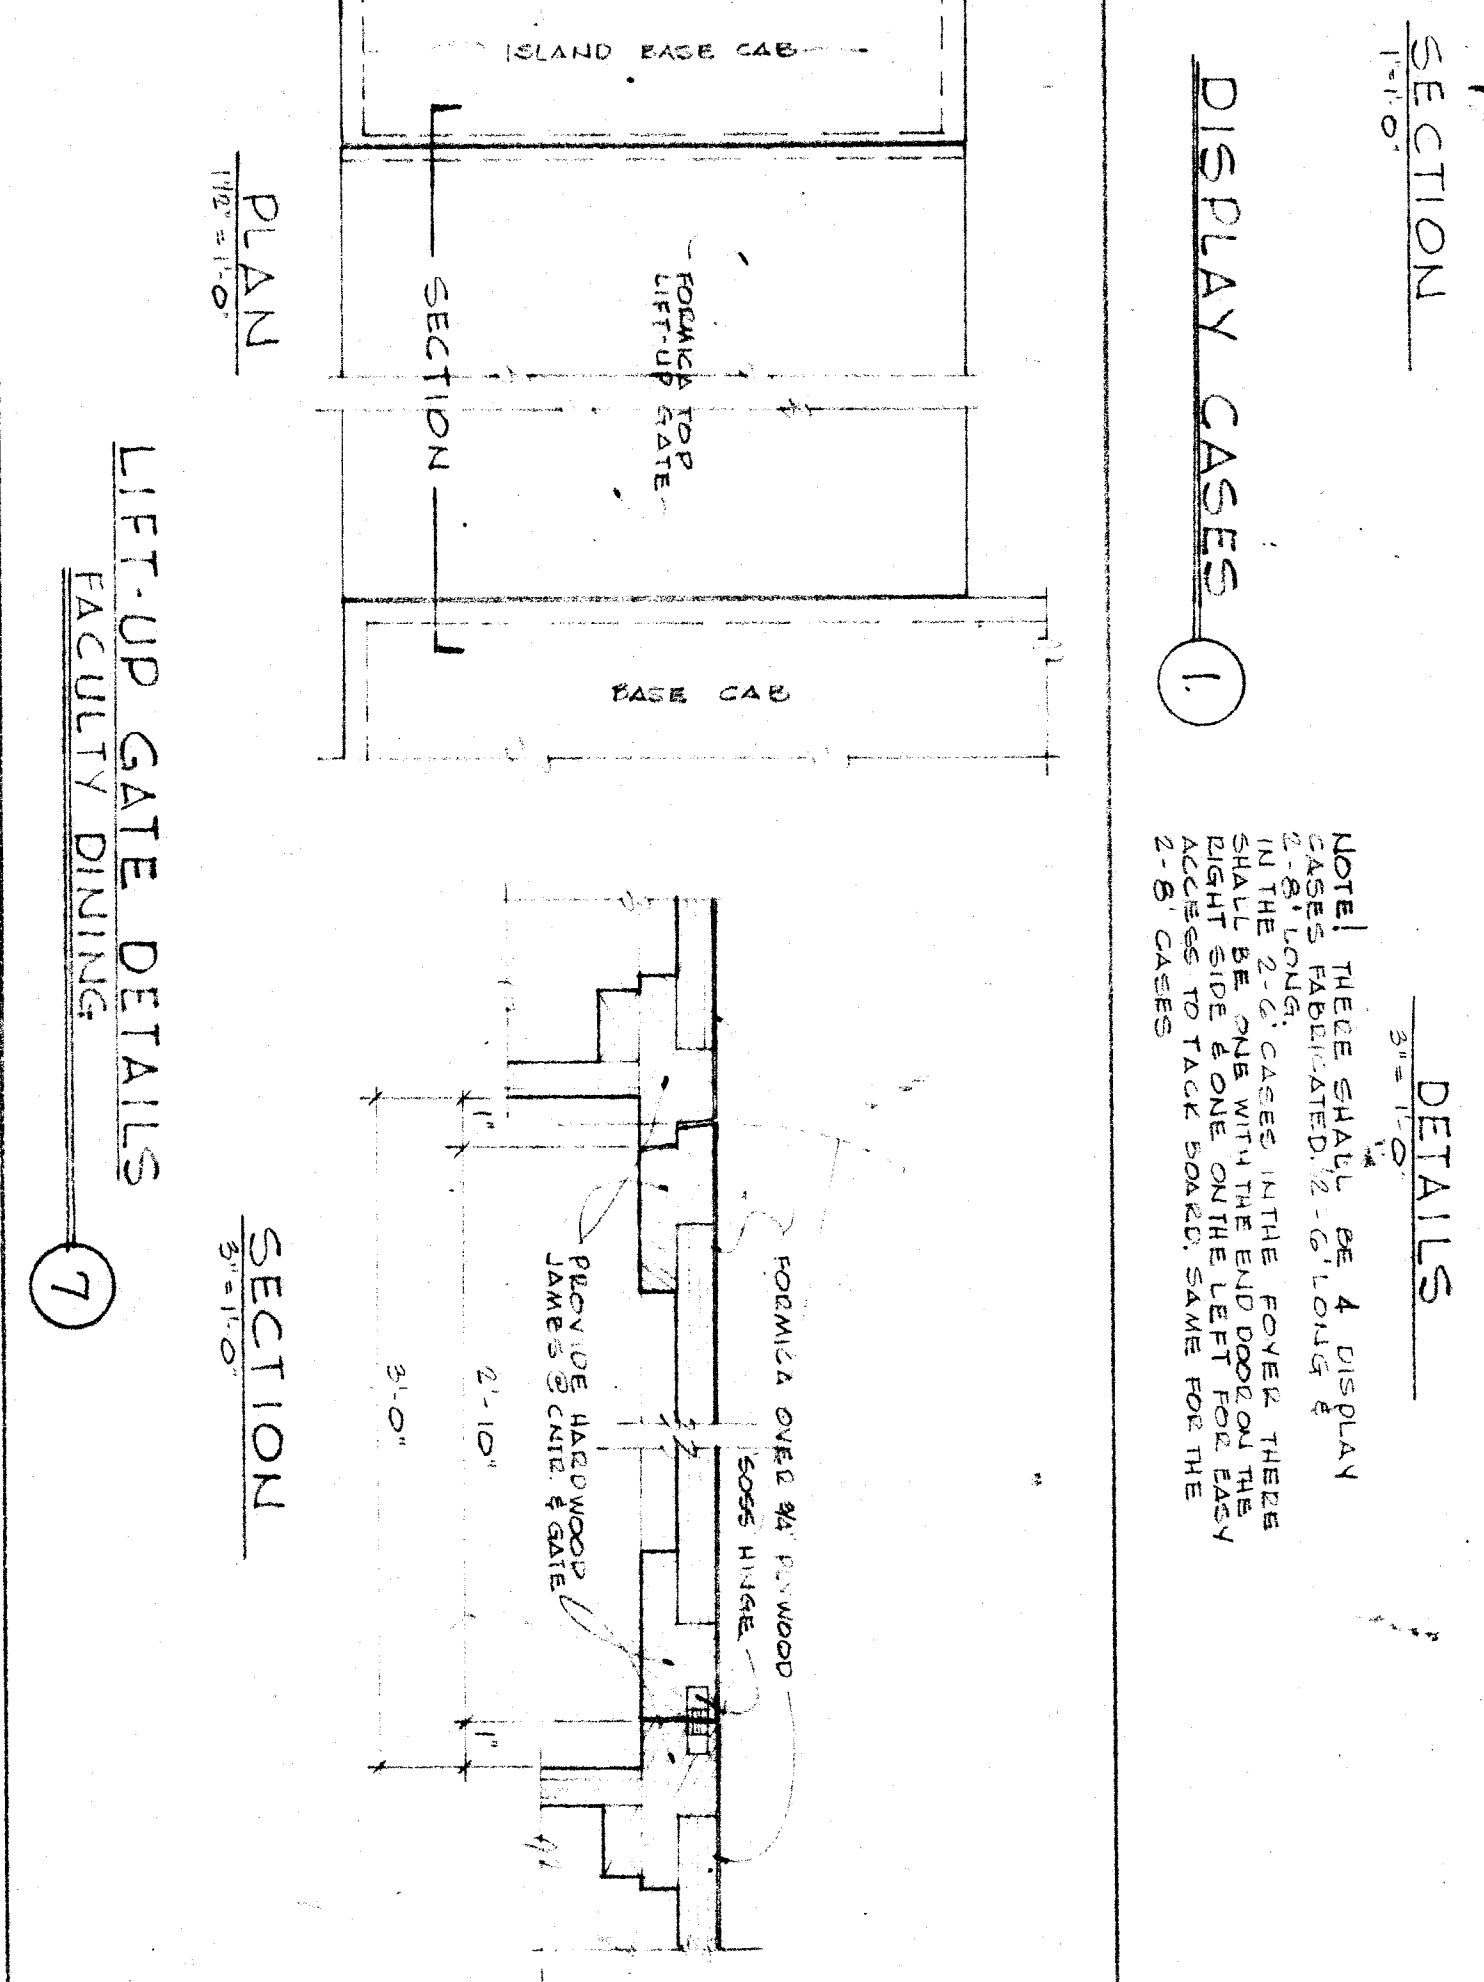 SECTION
1"=1'-0"
DISPLAY CASES
1.
DETAILS
3"=1'-0"
NOTE! THERE SHALL BE 4 DISPLAY
CASES FABRICATED. 2-6' LONG &
2-8' LONG.
IN THE 2-6' CASES IN THE FOYER THERE
SHALL BE ONE WITH THE END DOOR ON THE
RIGHT SIDE & ONE ON THE LEFT FOR EASY
ACCESS TO TACK BOARD. SAME FOR THE
2-8' CASES
ISLAND BASE CAB
FORMICA TOP
LIFT-UP GATE
SECTION
BASE CAB
PLAN
1 1/2" = 1'-0"
FORMICA OVER 3/4" PLYWOOD
SOSS HINGE
PROVIDE HARDWOOD
JAMBS @ CNTR. & GATE
1"
2'-10"
1"
3'-0"
SECTION
3"=1'-0"
LIFT-UP GATE DETAILS
FACULTY DINING
7